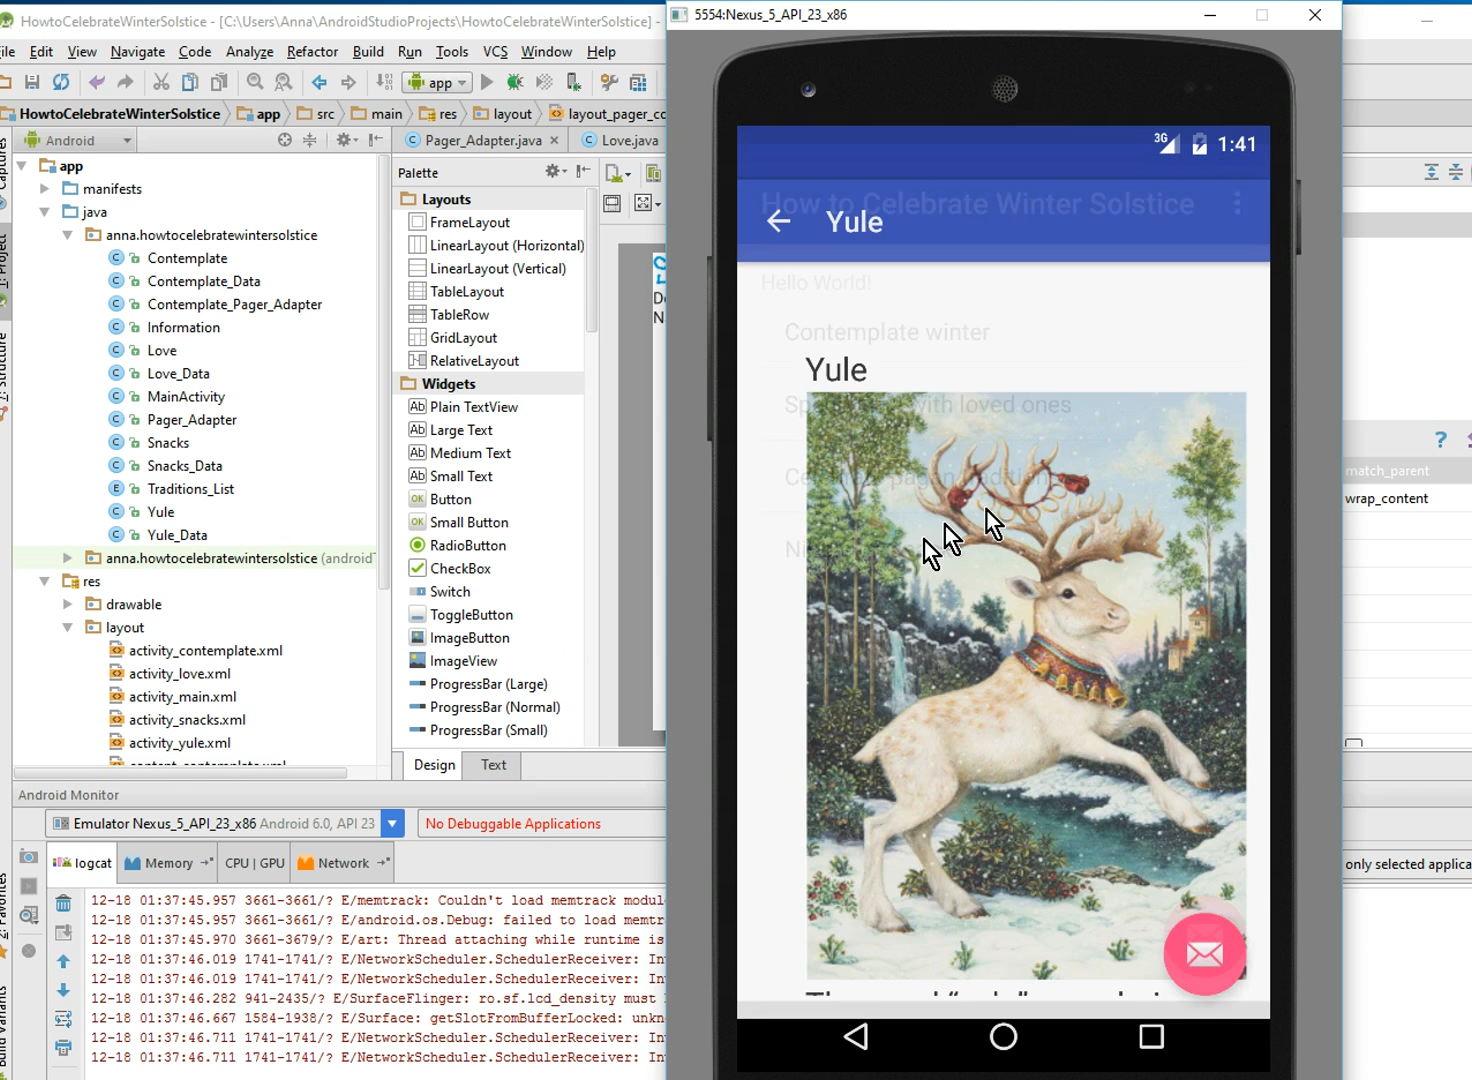 HowtoCelebrateWinterSolstice - [C:\Users\Anna\AndroidStudioProjects\HowtoCelebrateWinterSolstice] -
Edit View Navigate Code Analyze Refactor Build Run Tools VCS Window Help
app
HowtoCelebrateWinterSolstice app src main res layout
Android
Pager_Adapter.java
Love.java
Captures
1: Project
app
manifests
java
anna.howtocelebratewintersolstice
Contemplate
Contemplate_Data
Contemplate_Pager_Adapter
Information
Love
Love_Data
MainActivity
Pager_Adapter
Snacks
Snacks_Data
Traditions_List
Yule
Yule_Data
anna.howtocelebratewintersolstice
res
drawable
layout
activity_contemplate.xml
activity_love.xml
activity_main.xml
activity_snacks.xml
activity_yule.xml
Palette
Layouts
FrameLayout
LinearLayout (Horizontal)
LinearLayout (Vertical)
TableLayout
TableRow
GridLayout
RelativeLayout
Widgets
Plain TextView
Large Text
Medium Text
Small Text
Button
Small Button
RadioButton
CheckBox
Switch
ToggleButton
ImageButton
ImageView
ProgressBar (Large)
ProgressBar (Normal)
ProgressBar (Small)
Design Text
5554:Nexus_5_API_23_x86
3G 1:41
How to Celebrate Winter Solstice
Yule
Hello World!
Contemplate winter
Yule
with loved ones
match_parent
wrap_content
Android Monitor
Emulator Nexus_5_API_23_x86 Android 6.0, API 23
No Debuggable Applications
logcat Memory CPU | GPU Network
only selected
12-18 01:37:45.957 3661-3661/? E/memtrack: Couldn't load memtrack
12-18 01:37:45.957 3661-3661/? E/android.os.Debug: failed to load
12-18 01:37:45.970 3661-3679/? E/art: Thread attaching while runtime is
12-18 01:37:46.019 1741-1741/? E/NetworkScheduler.SchedulerReceiver:
12-18 01:37:46.019 1741-1741/? E/NetworkScheduler.SchedulerReceiver:
12-18 01:37:46.282 941-2435/? E/SurfaceFlinger: ro.sf.lcd_density must
12-18 01:37:46.667 1584-1938/? E/Surface: getSlotFromBufferLocked:
12-18 01:37:46.711 1741-1741/? E/NetworkScheduler.SchedulerReceiver:
12-18 01:37:46.711 1741-1741/? E/NetworkScheduler.SchedulerReceiver: